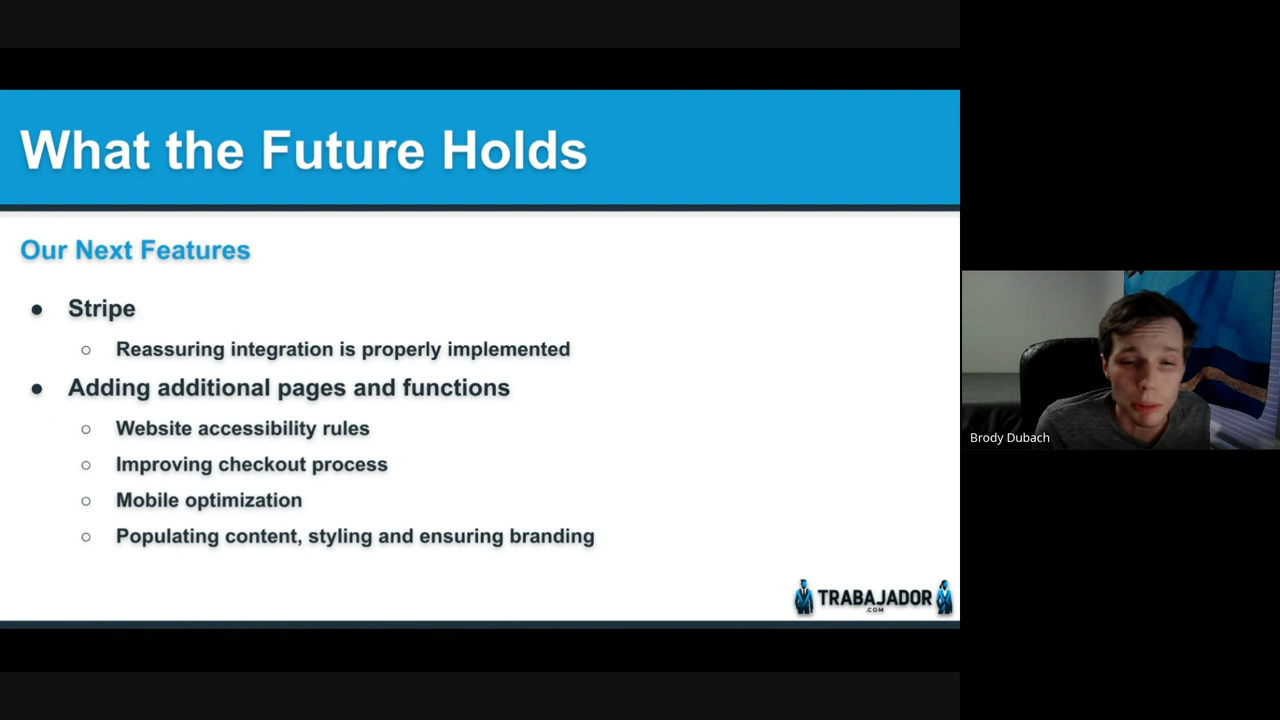 What the Future Holds
Our Next Features
● Stripe
○ Reassuring integration is properly implemented
● Adding additional pages and functions
○ Website accessibility rules
○ Improving checkout process
○ Mobile optimization
○ Populating content, styling and ensuring branding
TRABAJADOR
.COM
Brody Dubach